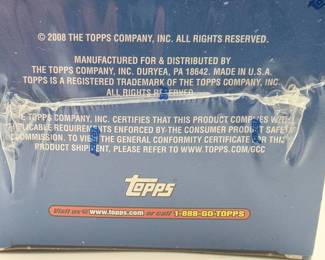 © 2008 THE TOPPS COMPANY, INC. ALL RIGHTS RESERVED.
MANUFACTURED FOR & DISTRIBUTED BY
THE TOPPS COMPANY, INC. DURYEA, PA 18642. MADE IN U.S.A.
TOPPS IS A REGISTERED TRADEMARK OF THE TOPPS COMPANY, INC.
ALL RIGHTS RESERVED.
THE TOPPS COMPANY, INC. CERTIFIES THAT THIS PRODUCT COMPLIES WITH
APPLICABLE REQUIREMENTS ENFORCED BY THE CONSUMER PRODUCT SAFETY
COMMISSION. TO VIEW THE GENERAL CONFORMITY CERTIFICATE FOR THIS
PRODUCT SHIPMENT, PLEASE REFER TO WWW.TOPPS.COM/GCC
TOPPS
Visit us @ www.topps.com or call 1-888-GO-TOPPS